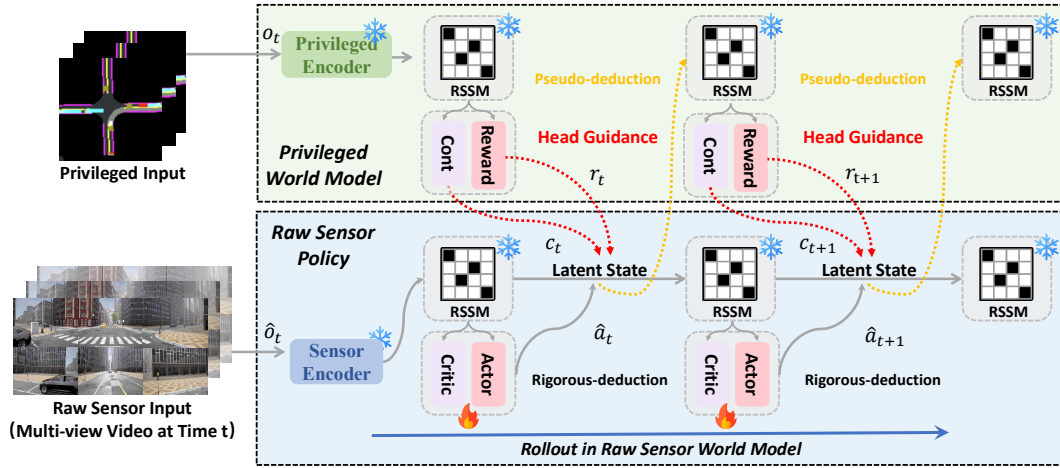 Privileged Input
o_t
Privileged
Encoder
RSSM
Cont
Reward
Pseudo-deduction
Head Guidance
r_t
RSSM
Cont
Reward
Pseudo-deduction
Head Guidance
r_{t+1}
RSSM
Privileged
World Model
Raw Sensor
Policy
Raw Sensor Input
(Multi-view Video at Time t)
ô_t
Sensor
Encoder
RSSM
Critic
Actor
c_t
Latent State
â_t
Rigorous-deduction
RSSM
Critic
Actor
c_{t+1}
Latent State
â_{t+1}
Rigorous-deduction
RSSM
Rollout in Raw Sensor World Model